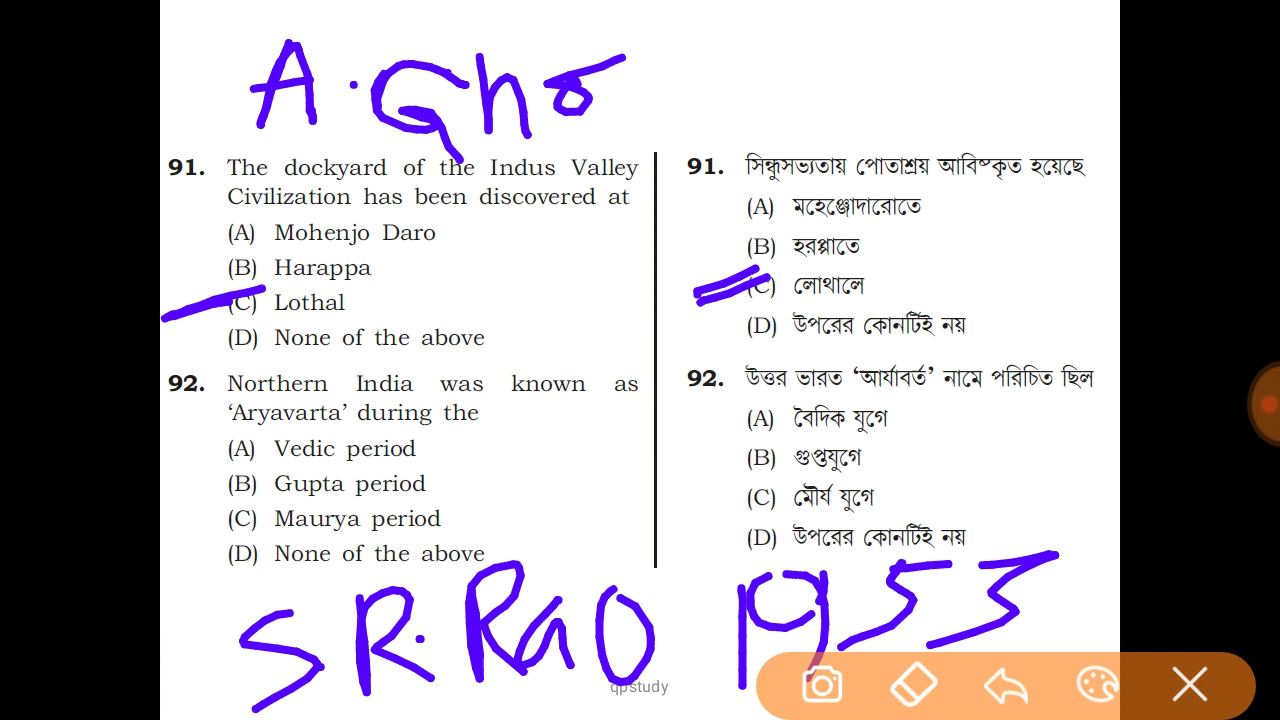 A. Gho
91. The dockyard of the Indus Valley
Civilization has been discovered at
(A) Mohenjo Daro
(B) Harappa
(C) Lothal
(D) None of the above
92. Northern India was known as
‘Aryavarta’ during the
(A) Vedic period
(B) Gupta period
(C) Maurya period
(D) None of the above
91. সিন্ধুসভ্যতায় পোতাশ্রয় আবিষ্কৃত হয়েছে
(A) মহেঞ্জোদারোতে
(B) হরপ্পাতে
(C) লোথালে
(D) উপরের কোনটিই নয়
92. উত্তর ভারত ‘আর্যাবর্ত’ নামে পরিচিত ছিল
(A) বৈদিক যুগে
(B) গুপ্তযুগে
(C) মৌর্য যুগে
(D) উপরের কোনটিই নয়
S R. Rao 1953
qpstudy